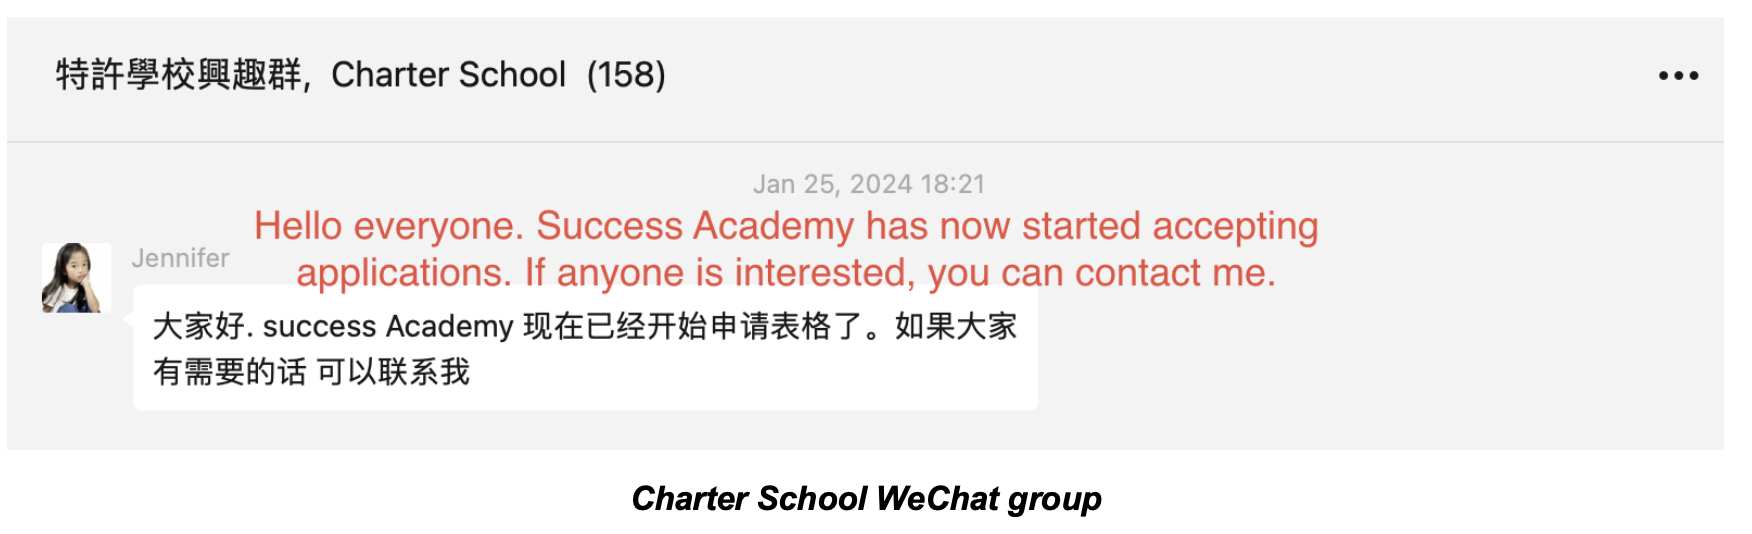 特許學校興趣群, Charter School (158)
Jan 25, 2024 18:21
Hello everyone. Success Academy has now started accepting
applications. If anyone is interested, you can contact me.
Jennifer
大家好. success Academy 现在已经开始申请表格了。如果大家
有需要的话 可以联系我
Charter School WeChat group